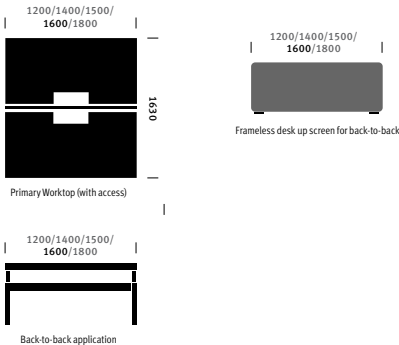 1200/1400/1500/
1600/1800
1630
Primary Worktop (with access)
1200/1400/1500/
1600/1800
Frameless desk up screen for back-to-back
1200/1400/1500/
1600/1800
Back-to-back application